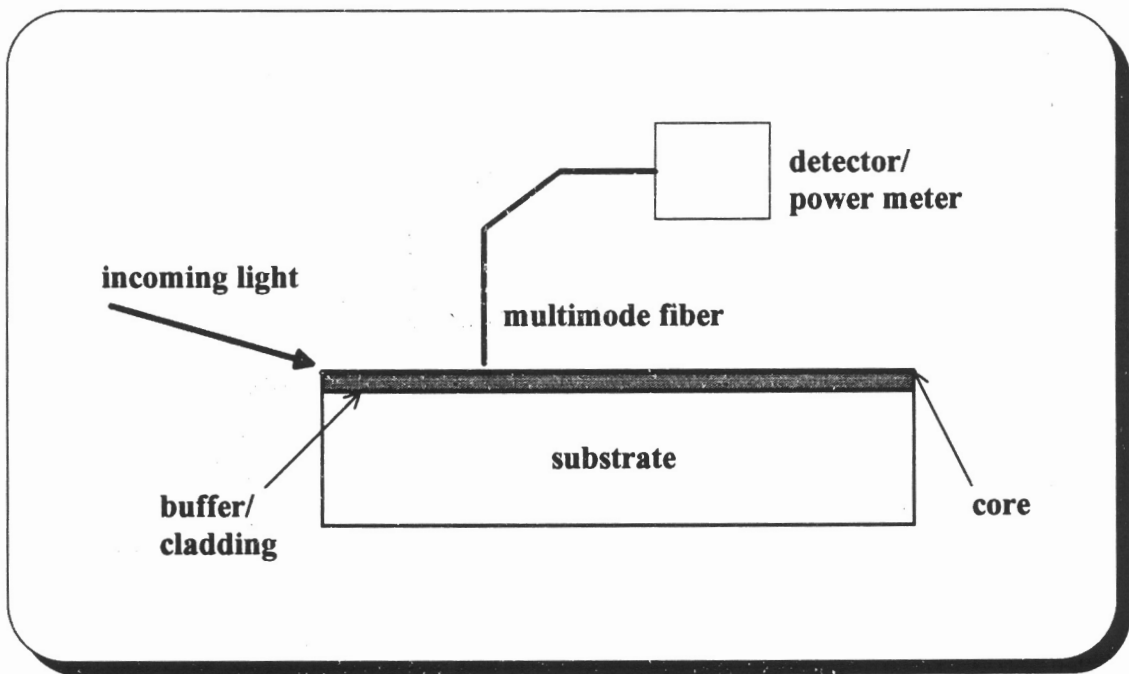 detector/
power meter
incoming light
multimode fiber
substrate
buffer/
cladding
core